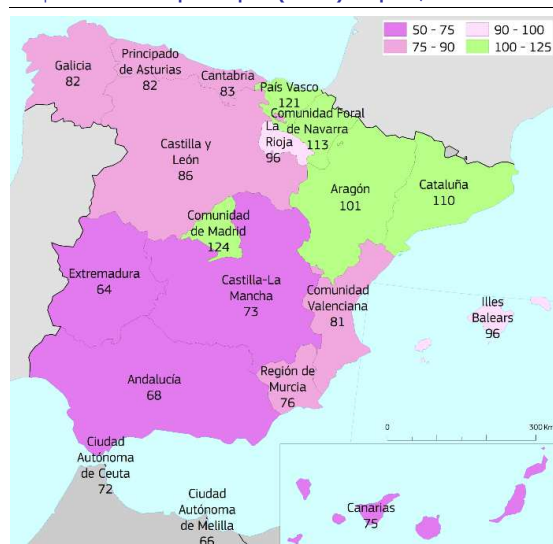 50 - 75
90 - 100
75 - 90
100 - 125
Galicia
82
Principado
de Asturias
82
Cantabria
83
País Vasco
121
Comunidad Foral
de Navarra
113
La
Rioja
96
Castilla y
León
86
Aragón
101
Cataluña
110
Comunidad
de Madrid
124
Extremadura
64
Castilla-La
Mancha
73
Comunidad
Valenciana
81
Illes
Balears
96
Andalucía
68
Región de
Murcia
76
Ciudad
Autónoma
de Ceuta
72
Ciudad
Autónoma
de Melilla
66
0
300 Km
Canarias
75